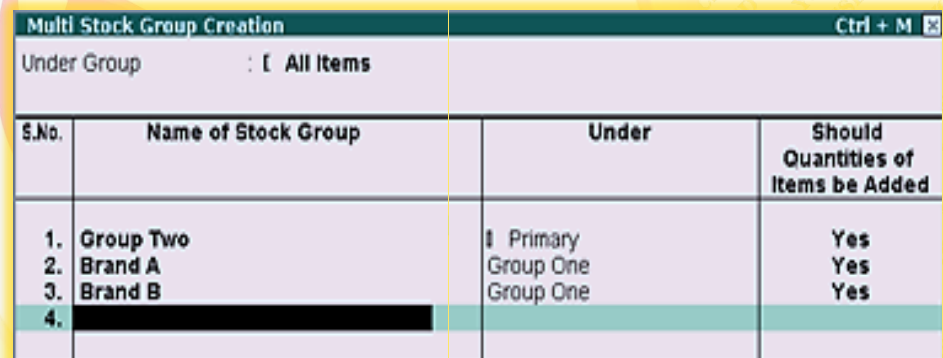 Multi Stock Group Creation Ctrl + M
Under Group : All Items
S.No. Name of Stock Group Under Should Quantities of Items be Added
1. Group Two Primary Yes
2. Brand A Group One Yes
3. Brand B Group One Yes
4.